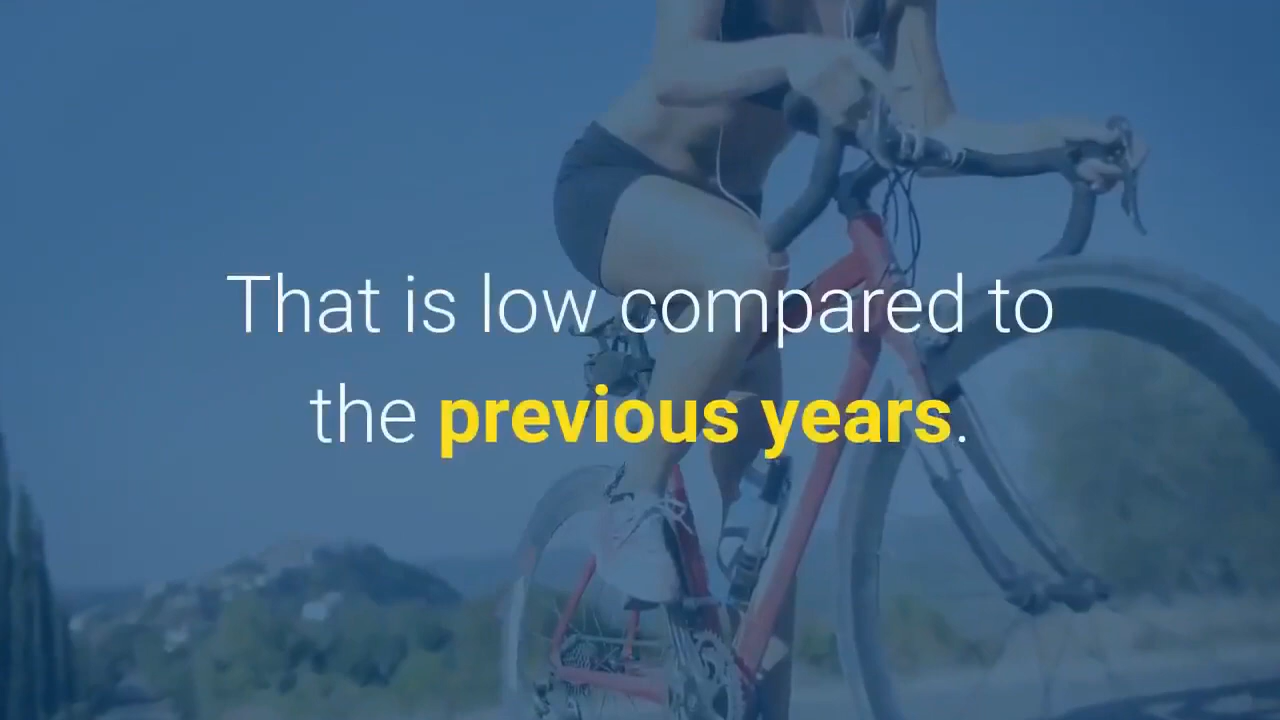 That is low compared to
the previous years.